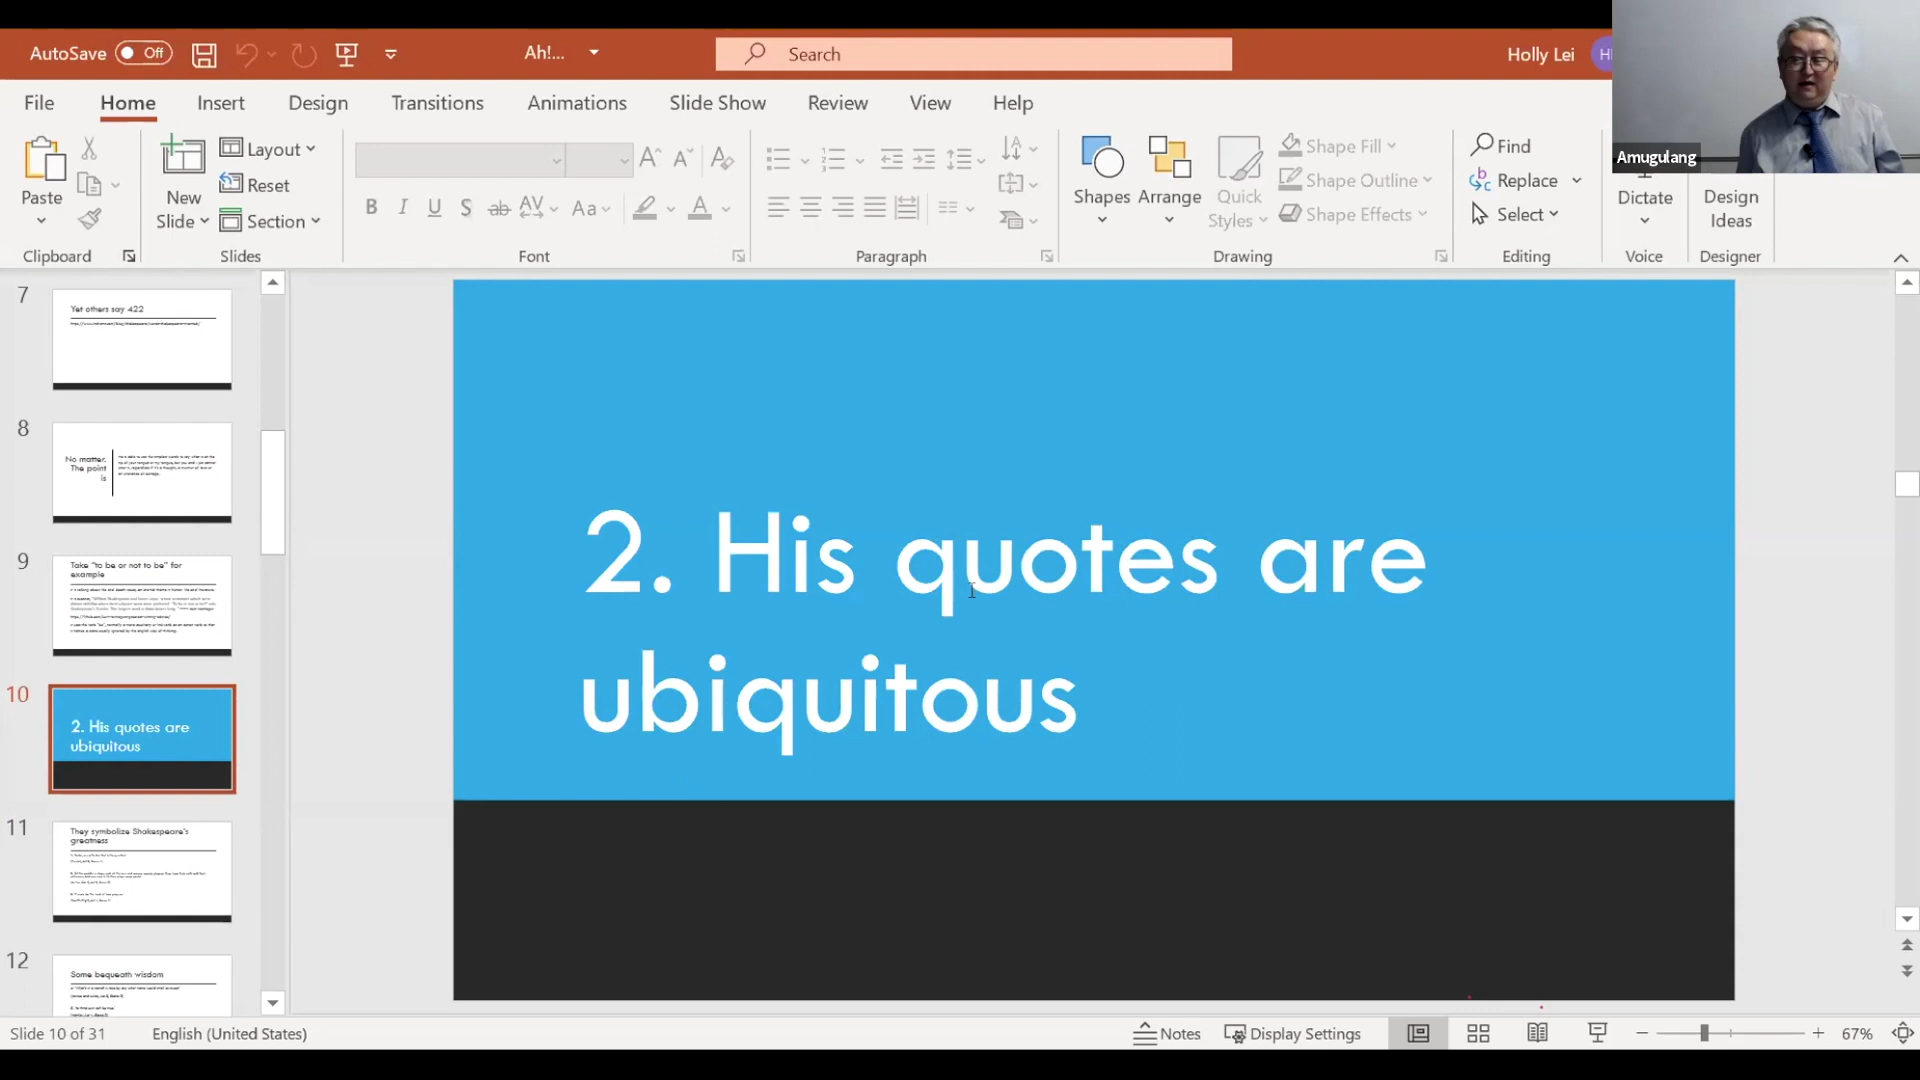 AutoSave Off Ah!... Search Holly Lei
File Home Insert Design Transitions Animations Slide Show Review View Help
Amugulang
Paste
New Slide
Layout
Reset
Section
Shapes
Arrange
Quick Styles
Shape Fill
Shape Outline
Shape Effects
Find
Replace
Select
Dictate
Design Ideas
Clipboard Slides Font Paragraph Drawing Editing Voice Designer
7
Yet others say 422
8
No matter.
The point
is
9
Take "to be or not to be" for
example
10
2. His quotes are
ubiquitous
11
They symbolize Shakespeare's
greatness
12
Some bequeath wisdom
2. His quotes are
ubiquitous
Slide 10 of 31 English (United States) Notes Display Settings 67%